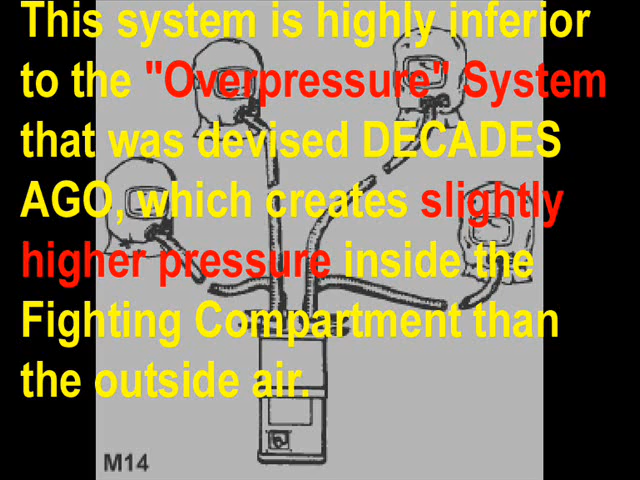 This system is highly inferior
to the "Overpressure" System
that was devised DECADES
AGO, which creates slightly
higher pressure inside the
Fighting Compartment than
the outside air.
M14